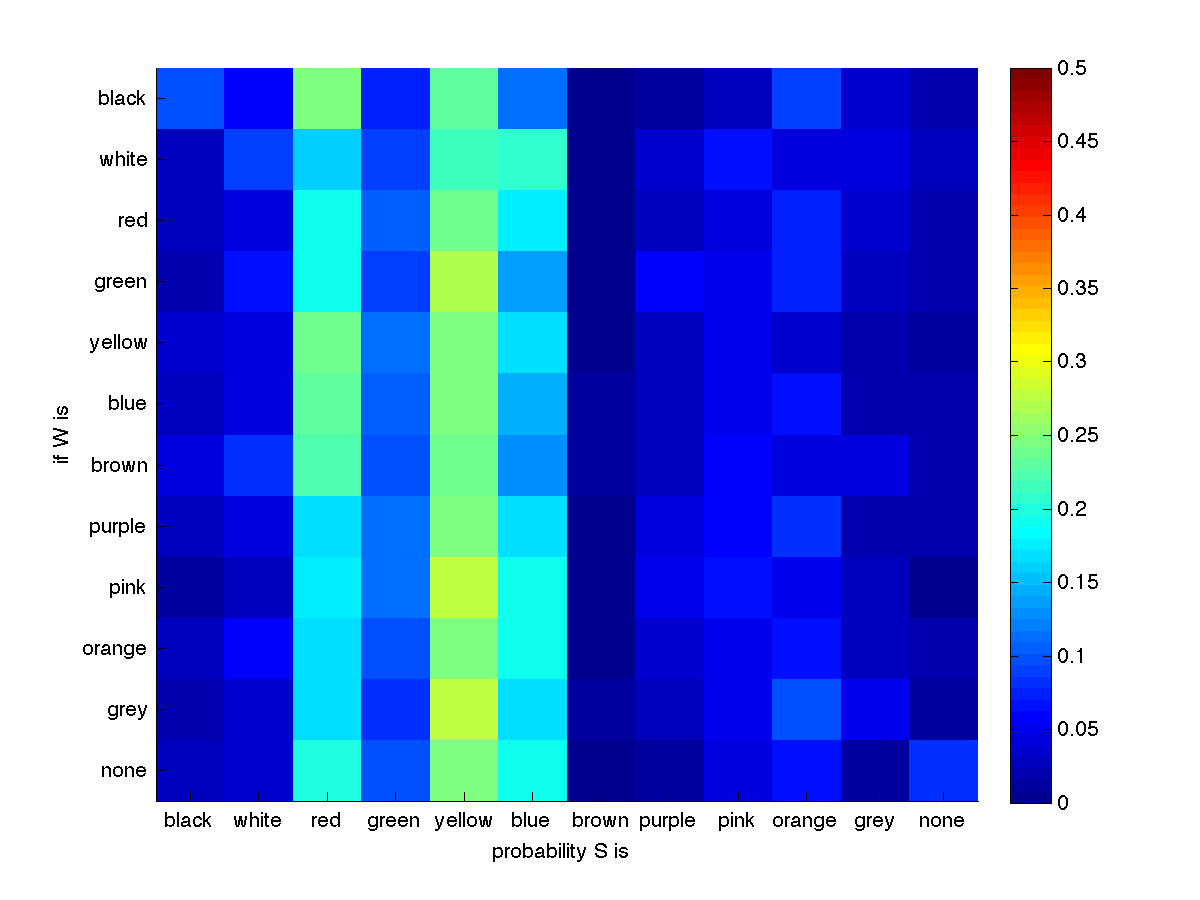 0.5
black
0.45
white
0.4
red
0.35
green
0.3
yellow
0.25
if W is
blue
0.2
brown
0.15
purple
pink
0.1
orange
0.05
grey
none
0
black white red green yellow blue brown purple pink orange grey none
probability S is